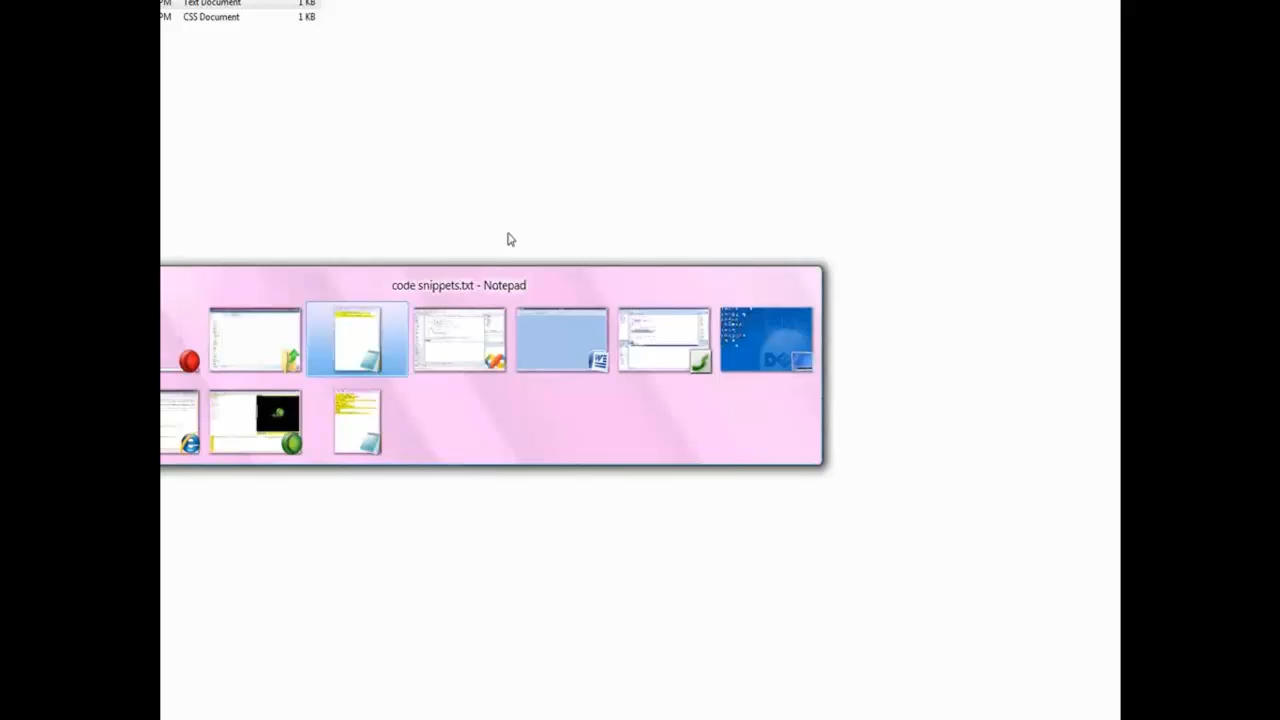 PM Text Document 1 KB
PM CSS Document 1 KB
code snippets.txt - Notepad